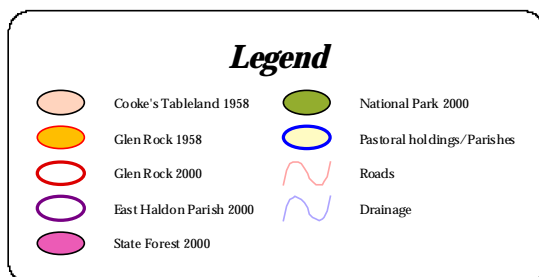 Legend
Cooke's Tableland 1958
Glen Rock 1958
Glen Rock 2000
East Haldon Parish 2000
State Forest 2000
National Park 2000
Pastoral holdings/Parishes
Roads
Drainage